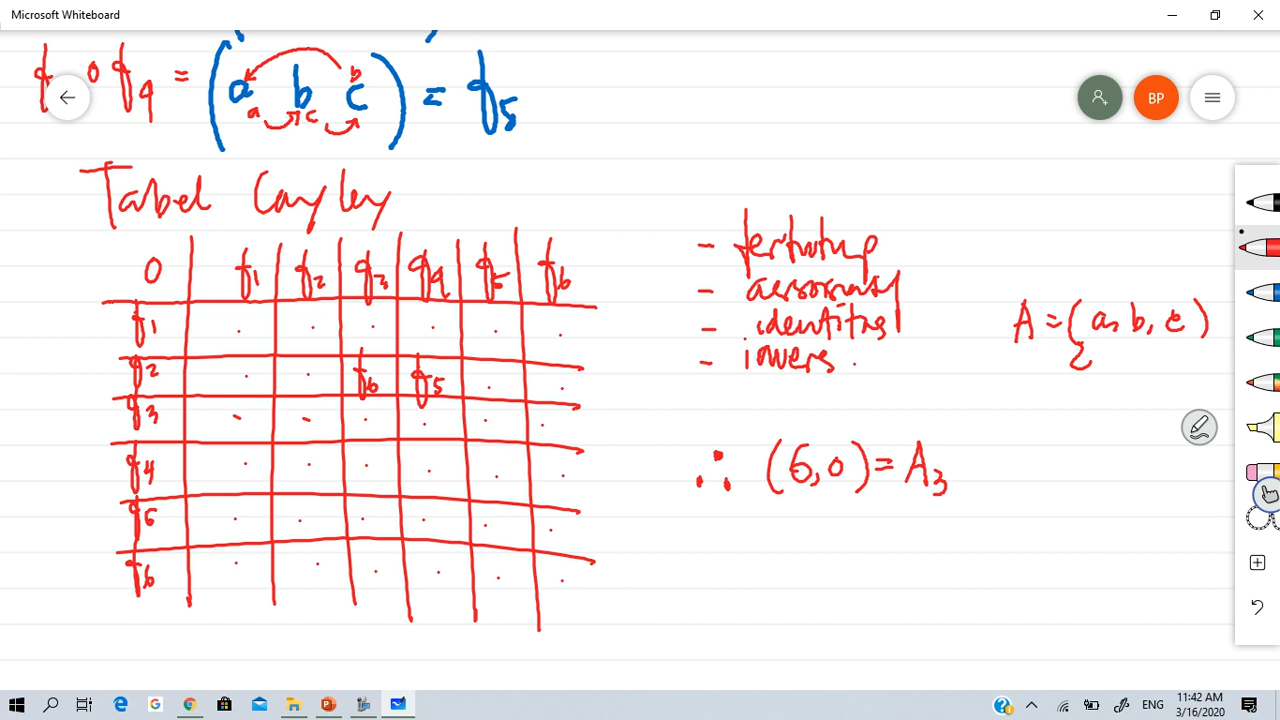 Microsoft Whiteboard
f o f4 = (a b c) = f5
b
a c
BP
Tabel Cayley
o f1 f2 f3 f4 f5 f6
f1 . . . . . .
f2 . . f6 f5 . .
f3 - - . . . .
f4 . . . . . .
f5 . . . . . .
f6 . . . . . .
- tertutup
- assosiatif
- identitas
- invers .
A = {a, b, c)
∴ (G, o) = A3
ENG
11:42 AM
3/16/2020